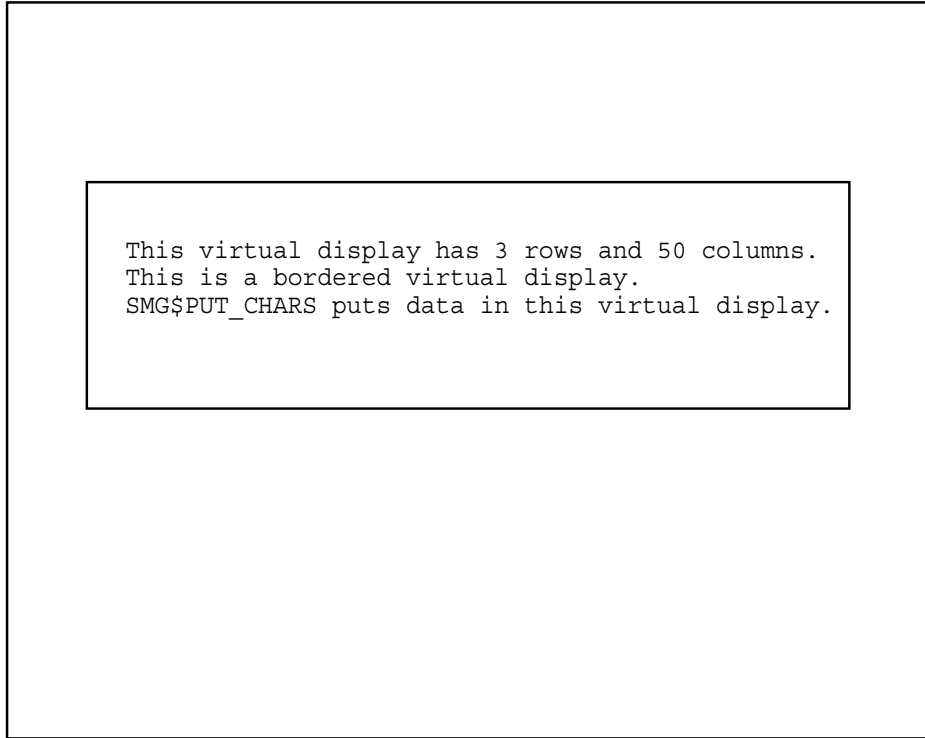 This virtual display has 3 rows and 50 columns.
This is a bordered virtual display.
SMG$PUT_CHARS puts data in this virtual display.